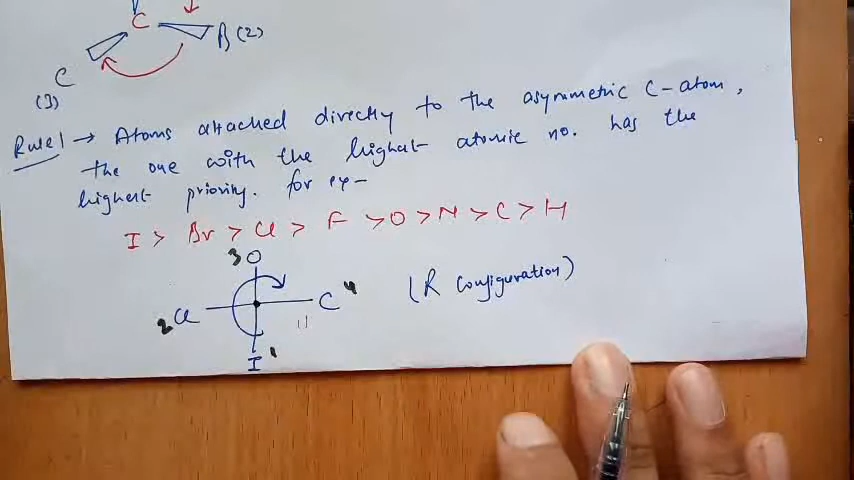 C
B (2)
C
(3)
Rule 1 → Atoms attached directly to the asymmetric C-atom,
the one with the highest atomic no. has the
highest priority. for ex-
I > Br > Cl > F > O > N > C > H
3 O
2 Cl C 4 (R Configuration)
I 1